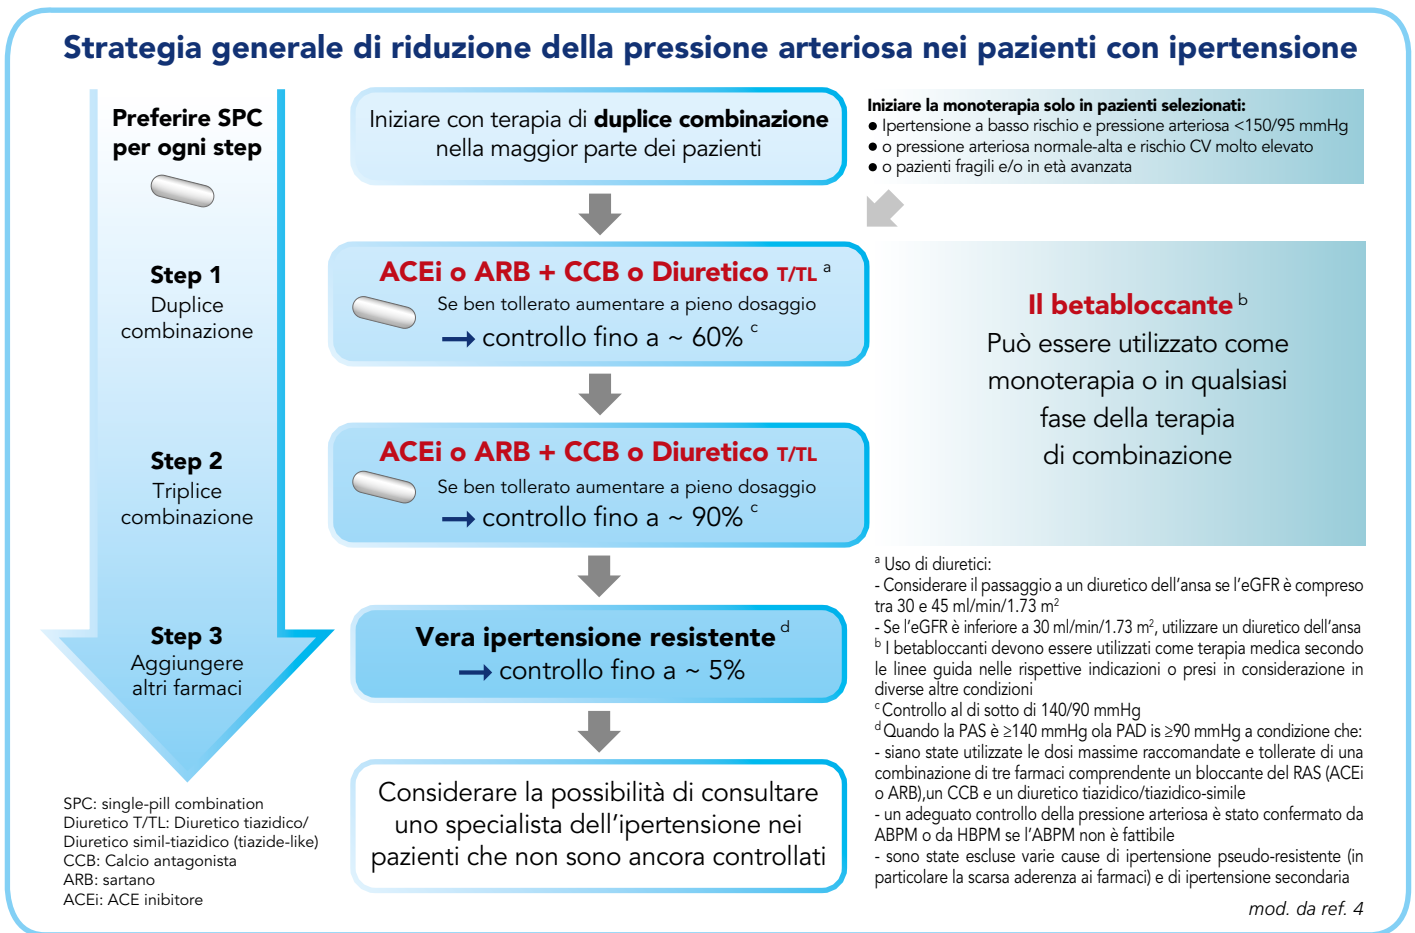 Strategia generale di riduzione della pressione arteriosa nei pazienti con ipertensione
Preferire SPC
per ogni step
Step 1
Duplice
combinazione
Step 2
Triplice
combinazione
Step 3
Aggiungere
altri farmaci
Iniziare con terapia di duplice combinazione
nella maggior parte dei pazienti
ACEi o ARB + CCB o Diuretico T/TL a
Se ben tollerato aumentare a pieno dosaggio
→ controllo fino a ~ 60% c
ACEi o ARB + CCB o Diuretico T/TL
Se ben tollerato aumentare a pieno dosaggio
→ controllo fino a ~ 90% c
Vera ipertensione resistente d
→ controllo fino a ~ 5%
Considerare la possibilità di consultare
uno specialista dell'ipertensione nei
pazienti che non sono ancora controllati
Iniziare la monoterapia solo in pazienti selezionati:
● Ipertensione a basso rischio e pressione arteriosa <150/95 mmHg
● o pressione arteriosa normale-alta e rischio CV molto elevato
● o pazienti fragili e/o in età avanzata
Il betabloccante b
Può essere utilizzato come
monoterapia o in qualsiasi
fase della terapia
di combinazione
a Uso di diuretici:
- Considerare il passaggio a un diuretico dell'ansa se l'eGFR è compreso
tra 30 e 45 ml/min/1.73 m²
- Se l'eGFR è inferiore a 30 ml/min/1.73 m², utilizzare un diuretico dell'ansa
b I betabloccanti devono essere utilizzati come terapia medica secondo
le linee guida nelle rispettive indicazioni o presi in considerazione in
diverse altre condizioni
c Controllo al di sotto di 140/90 mmHg
d Quando la PAS è ≥140 mmHg ola PAD is ≥90 mmHg a condizione che:
- siano state utilizzate le dosi massime raccomandate e tollerate di una
combinazione di tre farmaci comprendente un bloccante del RAS (ACEi
o ARB),un CCB e un diuretico tiazidico/tiazidico-simile
- un adeguato controllo della pressione arteriosa è stato confermato da
ABPM o da HBPM se l'ABPM non è fattibile
- sono state escluse varie cause di ipertensione pseudo-resistente (in
particolare la scarsa aderenza ai farmaci) e di ipertensione secondaria
SPC: single-pill combination
Diuretico T/TL: Diuretico tiazidico/
Diuretico simil-tiazidico (tiazide-like)
CCB: Calcio antagonista
ARB: sartano
ACEi: ACE inibitore
mod. da ref. 4